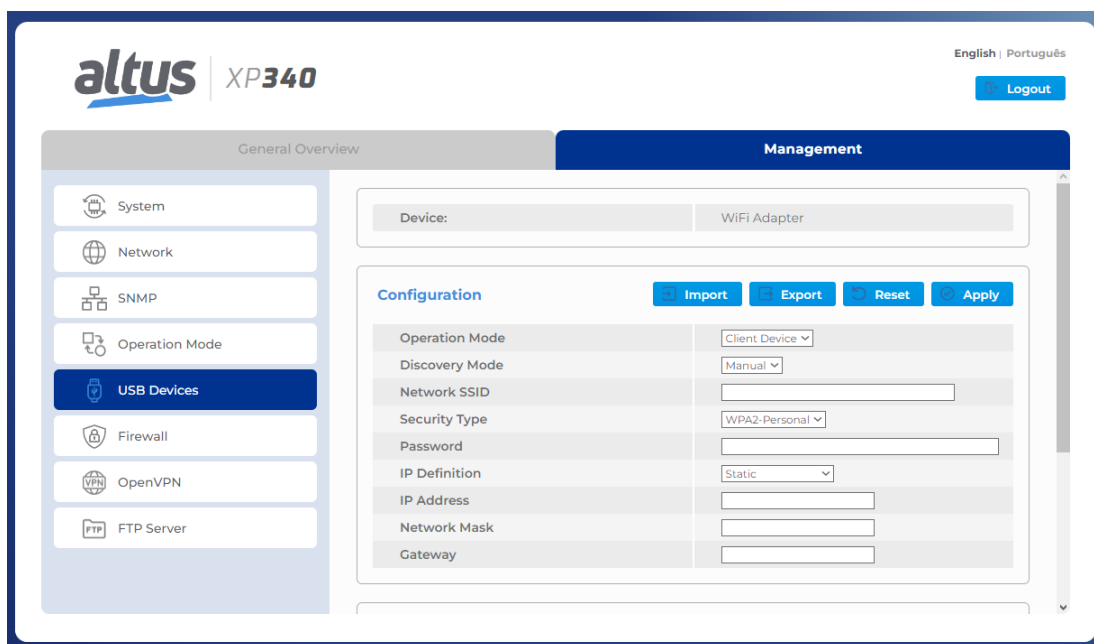 altus XP340
English | Português
Logout
General Overview
Management
System
Network
SNMP
Operation Mode
USB Devices
Firewall
VPN OpenVPN
FTP FTP Server
Device: WiFi Adapter
Configuration Import Export Reset Apply
Operation Mode Client Device
Discovery Mode Manual
Network SSID
Security Type WPA2-Personal
Password
IP Definition Static
IP Address
Network Mask
Gateway